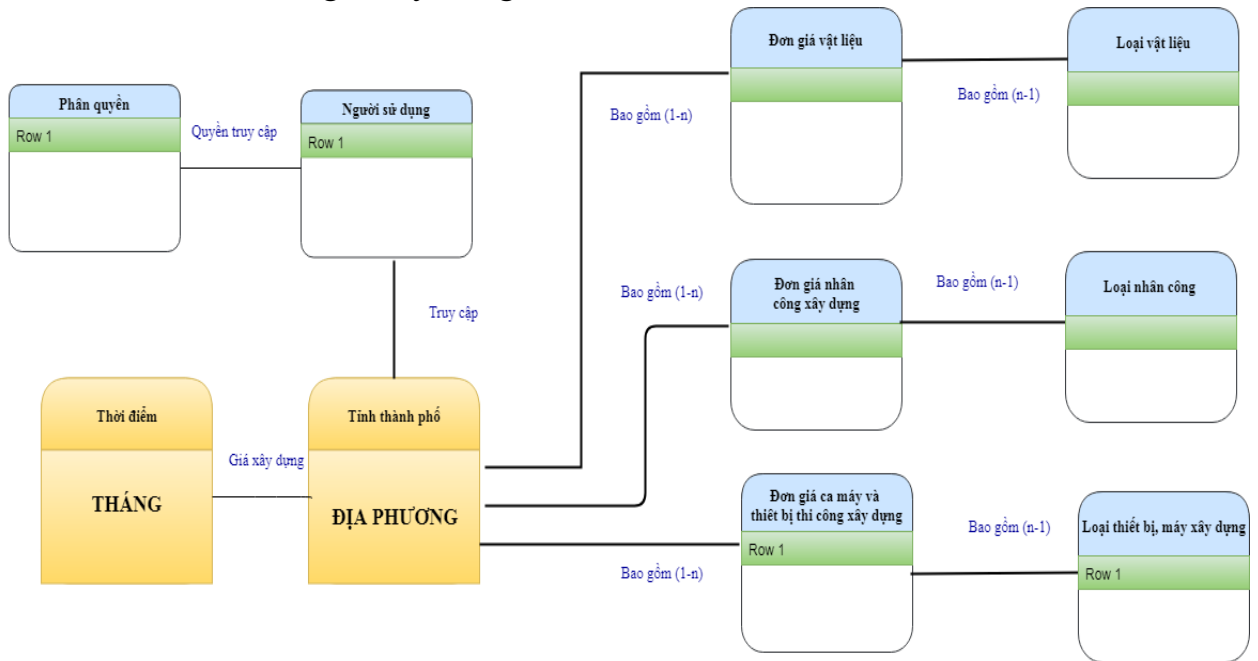 Đơn giá vật liệu
Loại vật liệu
Bao gồm (1-n)
Bao gồm (n-1)
Phân quyền
Row 1
Quyền truy cập
Người sử dụng
Row 1
Truy cập
Bao gồm (1-n)
Đơn giá nhân
công xây dựng
Bao gồm (n-1)
Loại nhân công
Thời điểm
THÁNG
Giá xây dựng
Tỉnh thành phố
ĐỊA PHƯƠNG
Bao gồm (1-n)
Đơn giá ca máy và
thiết bị thi công xây dựng
Row 1
Bao gồm (n-1)
Loại thiết bị, máy xây dựng
Row 1